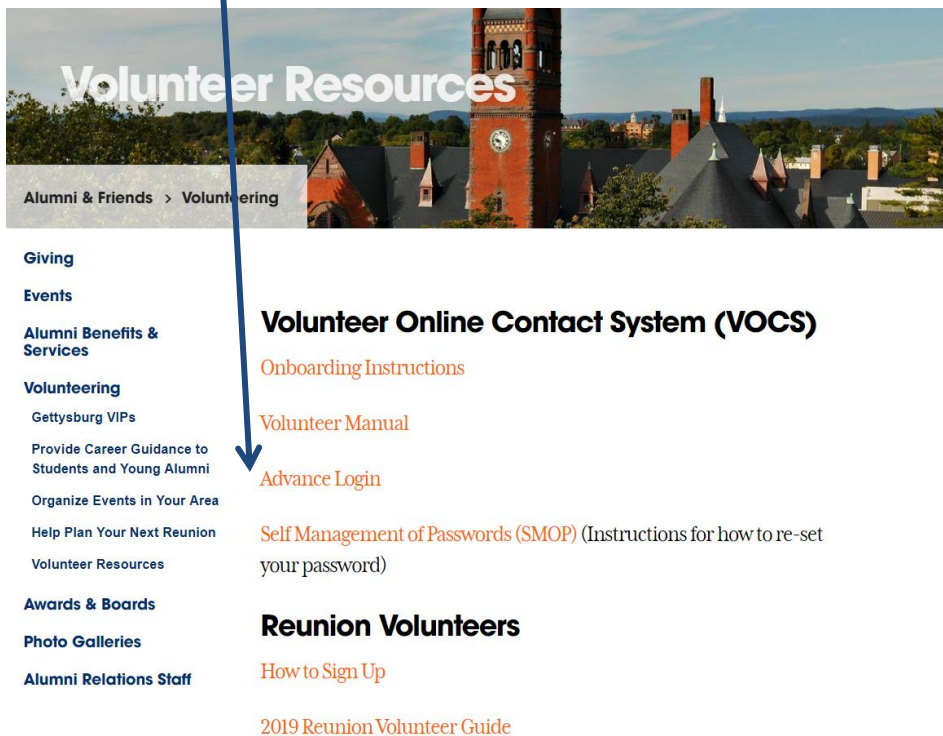 Volunteer Resources
Alumni & Friends > Volunteering
Giving
Events
Alumni Benefits &
Services
Volunteering
Gettysburg VIPs
Provide Career Guidance to
Students and Young Alumni
Organize Events in Your Area
Help Plan Your Next Reunion
Volunteer Resources
Awards & Boards
Photo Galleries
Alumni Relations Staff
Volunteer Online Contact System (VOCS)
Onboarding Instructions
Volunteer Manual
Advance Login
Self Management of Passwords (SMOP) (Instructions for how to re-set
your password)
Reunion Volunteers
How to Sign Up
2019 Reunion Volunteer Guide